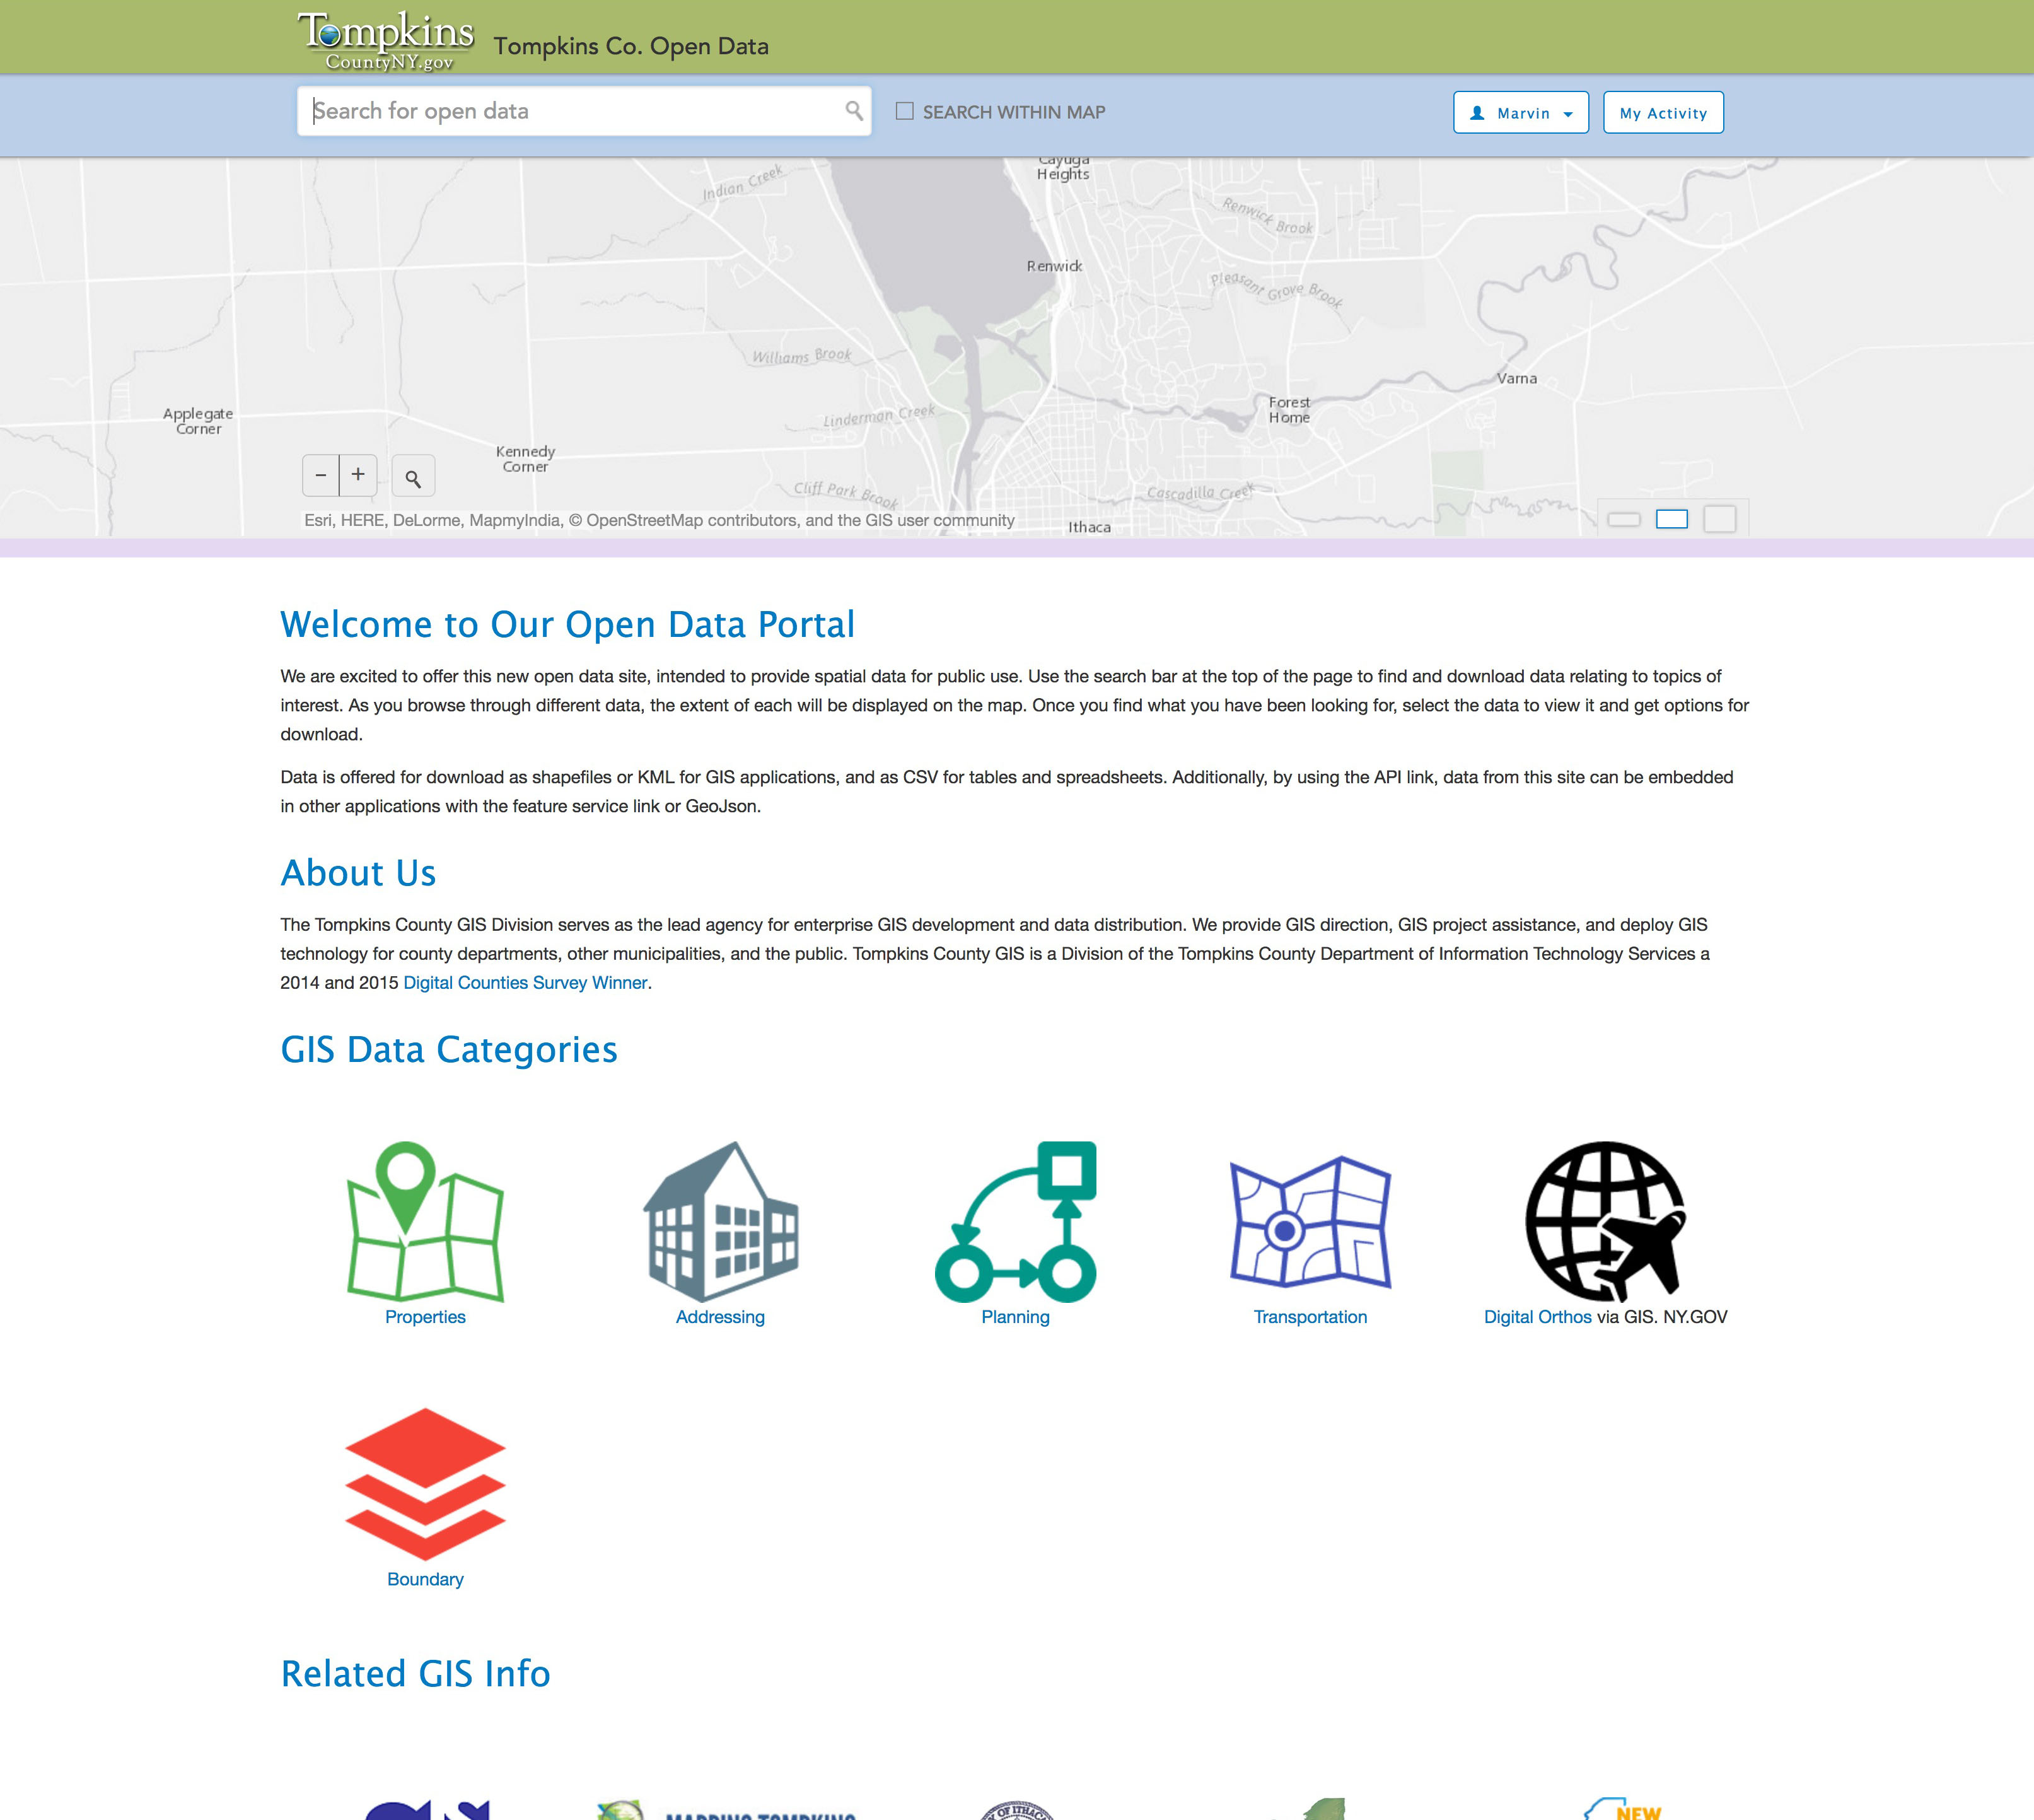 Tompkins
CountyNY.gov
Tompkins Co. Open Data
Search for open data
SEARCH WITHIN MAP
Marvin
My Activity
Cayuga
Heights
Indian Creek
Renwick Brook
Renwick
Pleasant Grove Brook
Williams Brook
Varna
Applegate
Corner
Linderman Creek
Forest
Home
Kennedy
Corner
Cliff Park Brook
Cascadilla Creek
Esri, HERE, DeLorme, MapmyIndia, © OpenStreetMap contributors, and the GIS user community
Ithaca
Welcome to Our Open Data Portal
We are excited to offer this new open data site, intended to provide spatial data for public use. Use the search bar at the top of the page to find and download data relating to topics of
interest. As you browse through different data, the extent of each will be displayed on the map. Once you find what you have been looking for, select the data to view it and get options for
download.
Data is offered for download as shapefiles or KML for GIS applications, and as CSV for tables and spreadsheets. Additionally, by using the API link, data from this site can be embedded
in other applications with the feature service link or GeoJson.
About Us
The Tompkins County GIS Division serves as the lead agency for enterprise GIS development and data distribution. We provide GIS direction, GIS project assistance, and deploy GIS
technology for county departments, other municipalities, and the public. Tompkins County GIS is a Division of the Tompkins County Department of Information Technology Services a
2014 and 2015 Digital Counties Survey Winner.
GIS Data Categories
Properties
Addressing
Planning
Transportation
Digital Orthos via GIS. NY.GOV
Boundary
Related GIS Info
MAPPING TOMPKINS
OF ITHACA
NEW